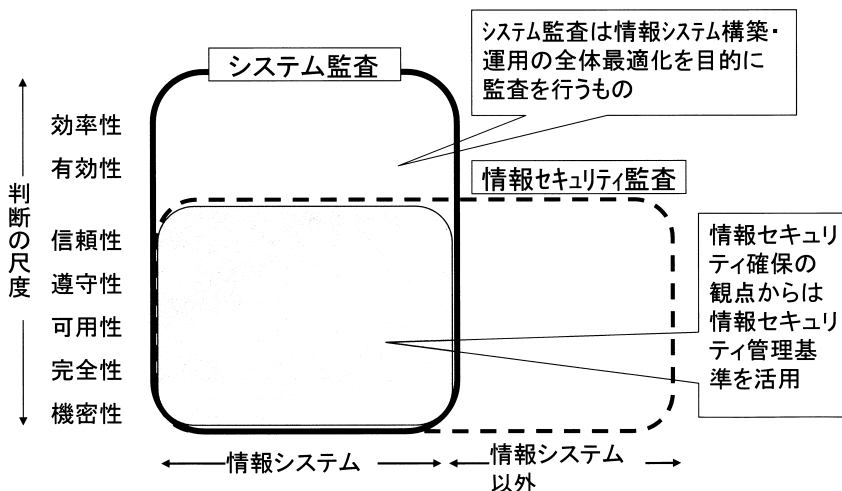 システム監査は情報システム構築・
運用の全体最適化を目的に
監査を行うもの
システム監査
効率性
有効性
情報セキュリティ監査
判断の尺度
信頼性
遵守性
可用性
完全性
機密性
情報セキュリ
ティ確保の
観点からは
情報セキュリ
ティ管理基
準を活用
情報システム
情報システム
以外